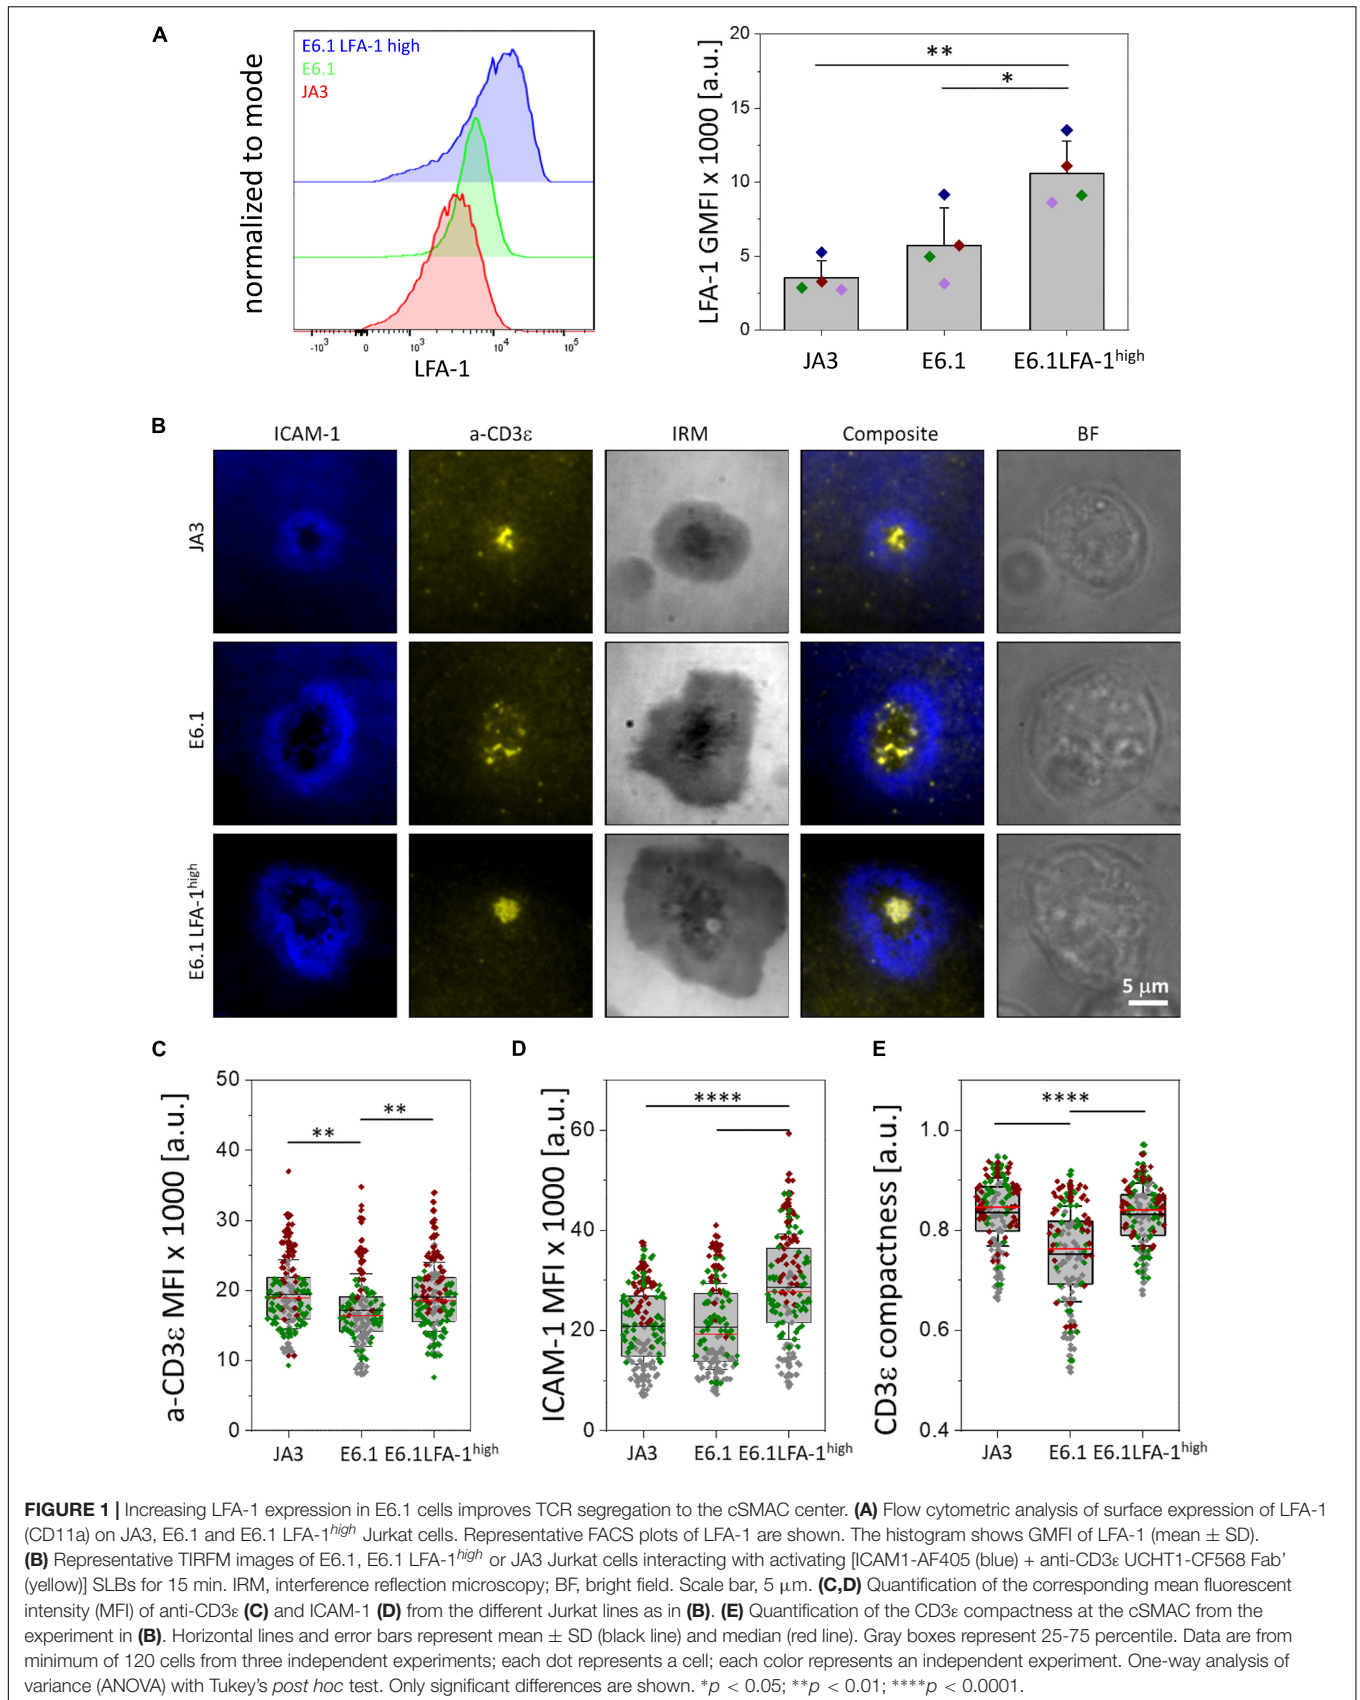 A
normalized to mode
E6.1 LFA-1 high
E6.1
JA3
-10³ 0 10³ 10⁴ 10⁵
LFA-1
LFA-1 GMFI x 1000 [a.u.]
20
15
10
5
0
**
*
JA3 E6.1 E6.1LFA-1high
B
ICAM-1 a-CD3ε IRM Composite BF
JA3
E6.1
E6.1 LFA-1high
5 μm
C
a-CD3ε MFI x 1000 [a.u.]
50
40
30
20
10
0
** **
JA3 E6.1 E6.1LFA-1high
D
ICAM-1 MFI x 1000 [a.u.]
60
40
20
0
****
JA3 E6.1 E6.1LFA-1high
E
CD3ε compactness [a.u.]
1.0
0.8
0.6
0.4
****
JA3 E6.1 E6.1LFA-1high
FIGURE 1 | Increasing LFA-1 expression in E6.1 cells improves TCR segregation to the cSMAC center. (A) Flow cytometric analysis of surface expression of LFA-1
(CD11a) on JA3, E6.1 and E6.1 LFA-1high Jurkat cells. Representative FACS plots of LFA-1 are shown. The histogram shows GMFI of LFA-1 (mean ± SD).
(B) Representative TIRFM images of E6.1, E6.1 LFA-1high or JA3 Jurkat cells interacting with activating [ICAM1-AF405 (blue) + anti-CD3ε UCHT1-CF568 Fab’
(yellow)] SLBs for 15 min. IRM, interference reflection microscopy; BF, bright field. Scale bar, 5 μm. (C,D) Quantification of the corresponding mean fluorescent
intensity (MFI) of anti-CD3ε (C) and ICAM-1 (D) from the different Jurkat lines as in (B). (E) Quantification of the CD3ε compactness at the cSMAC from the
experiment in (B). Horizontal lines and error bars represent mean ± SD (black line) and median (red line). Gray boxes represent 25-75 percentile. Data are from
minimum of 120 cells from three independent experiments; each dot represents a cell; each color represents an independent experiment. One-way analysis of
variance (ANOVA) with Tukey’s post hoc test. Only significant differences are shown. *p < 0.05; **p < 0.01; ****p < 0.0001.